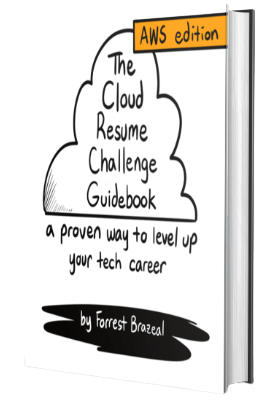 AWS edition
The
Cloud
Resume
Challenge
Guidebook
a proven way to level up
your tech career
by Forrest Brazeal